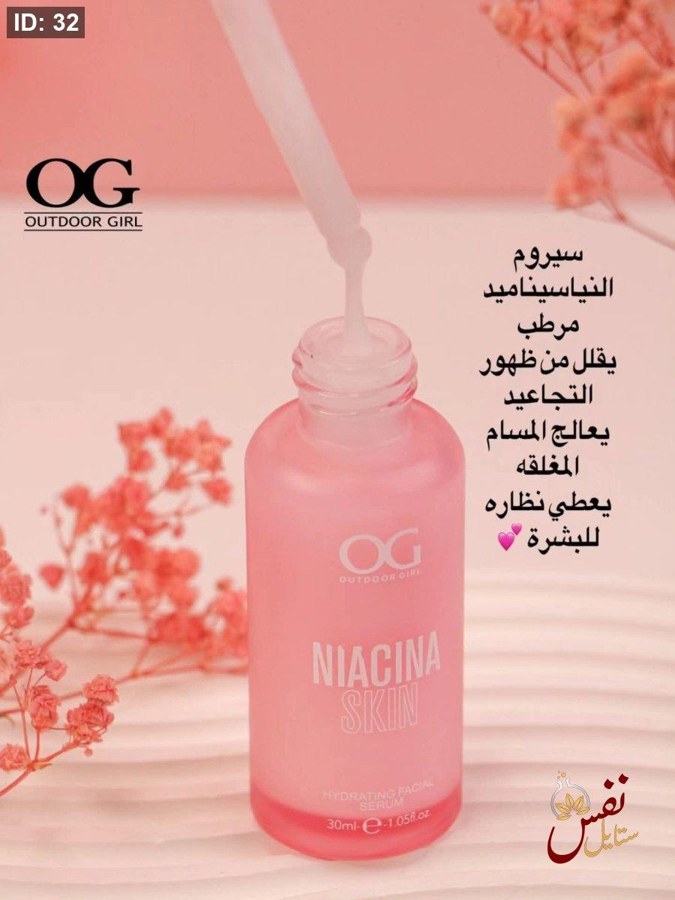 ID: 32
OG
OUTDOOR GIRL
سيروم
النياسيناميد
مرطب
يقلل من ظهور
التجاعيد
يعالج المسام
المغلقه
يعطي نظاره
للبشرة 💕
OG
OUTDOOR GIRL
NIACINA
SKIN
HYDRATING FACIAL
SERUM
30ml-e-1.05fl.oz
نفس
ستايل